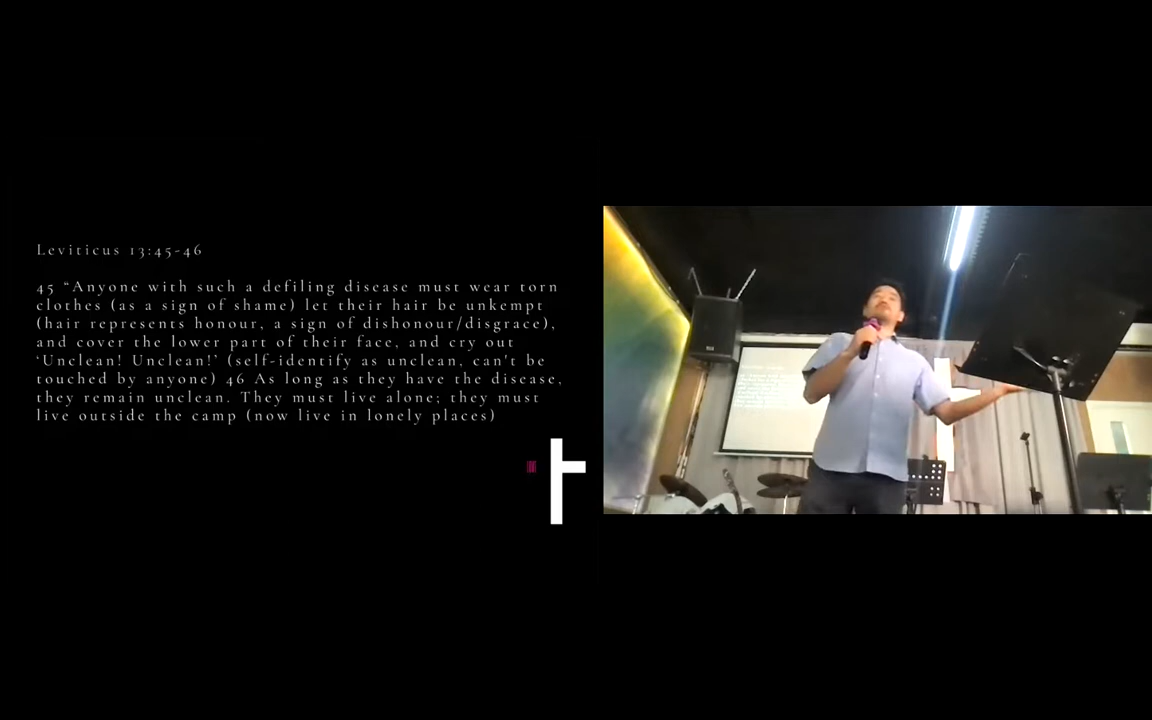 Leviticus 13:45-46
45 “Anyone with such a defiling disease must wear torn
clothes (as a sign of shame) let their hair be unkempt
(hair represents honour, a sign of dishonour/disgrace),
and cover the lower part of their face, and cry out
‘Unclean! Unclean!’ (self-identify as unclean, can't be
touched by anyone) 46 As long as they have the disease,
they remain unclean. They must live alone; they must
live outside the camp (now live in lonely places)